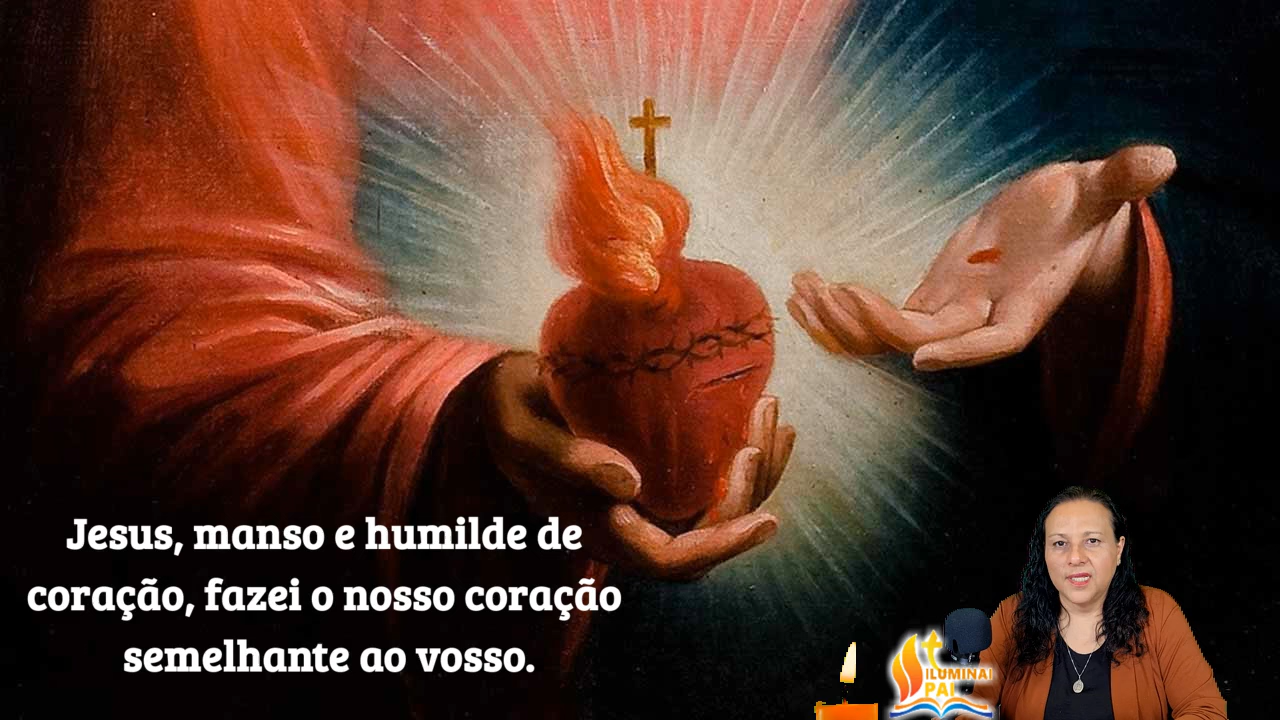 Jesus, manso e humilde de
coração, fazei o nosso coração
semelhante ao vosso.
ILUMINAI
PAI